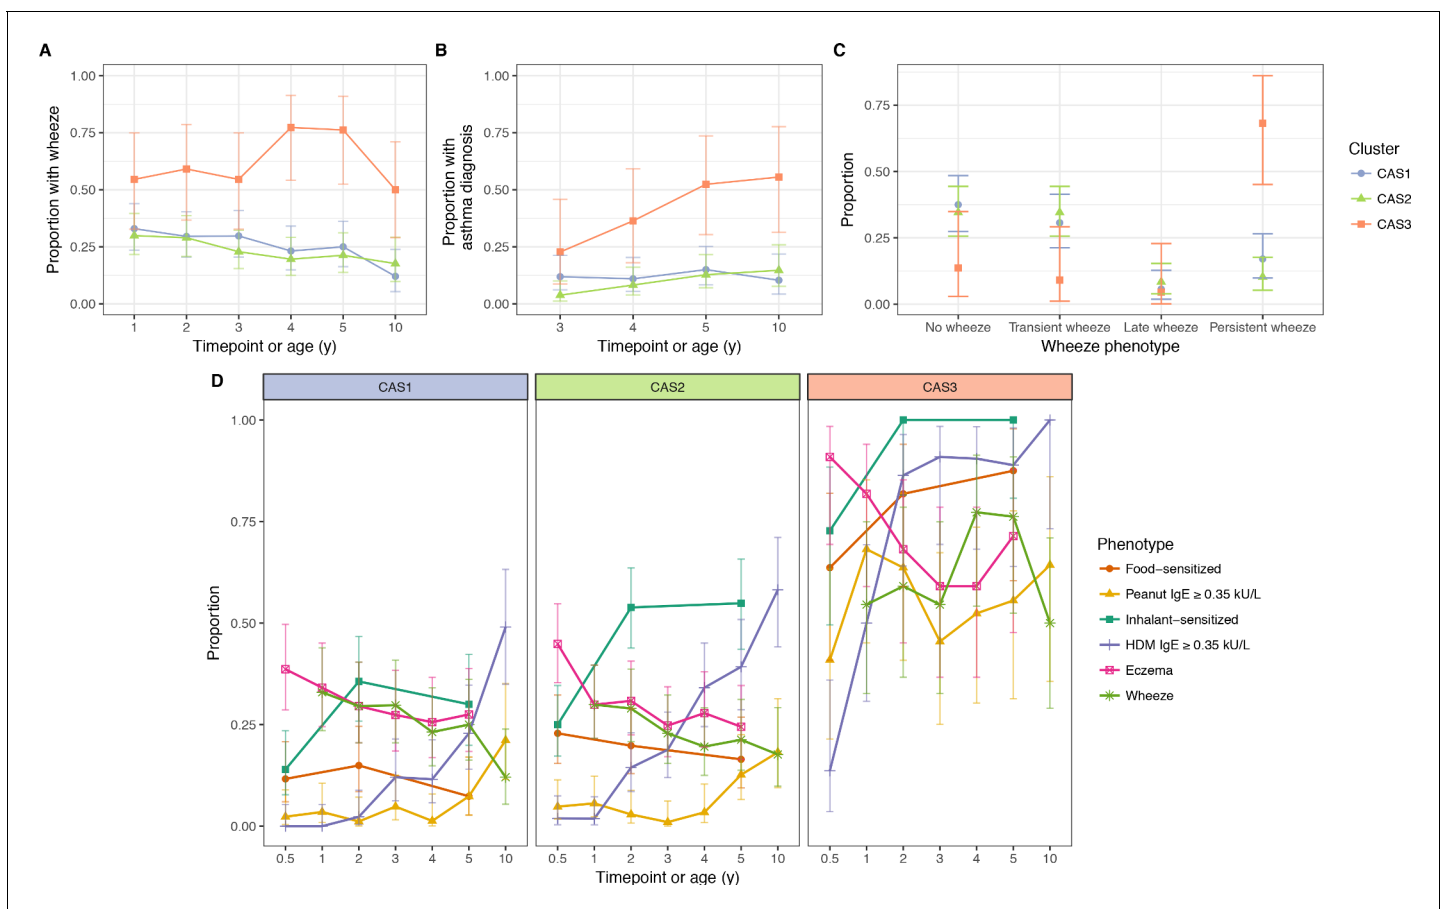 A
B
C
1.00
0.75
0.50
0.25
0.00
Proportion with wheeze
1 2 3 4 5 10
Timepoint or age (y)
1.00
0.75
0.50
0.25
0.00
Proportion with
asthma diagnosis
3 4 5 10
Timepoint or age (y)
0.75
0.50
0.25
0.00
Proportion
No wheeze Transient wheeze Late wheeze Persistent wheeze
Wheeze phenotype
Cluster
CAS1
CAS2
CAS3
D
CAS1 CAS2 CAS3
1.00
0.75
0.50
0.25
0.00
Proportion
0.5 1 2 3 4 5 10 0.5 1 2 3 4 5 10 0.5 1 2 3 4 5 10
Timepoint or age (y)
Phenotype
Food−sensitized
Peanut IgE ≥ 0.35 kU/L
Inhalant−sensitized
HDM IgE ≥ 0.35 kU/L
Eczema
Wheeze